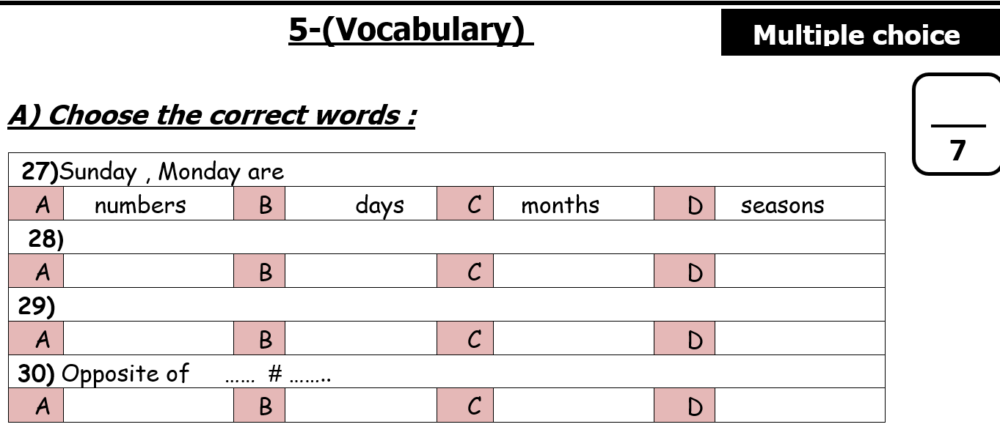 5-(Vocabulary)
Multiple choice
7
A) Choose the correct words :
27)Sunday , Monday are
A numbers B days C months D seasons
28)
A B C D
29)
A B C D
30) Opposite of ...... # ........
A B C D